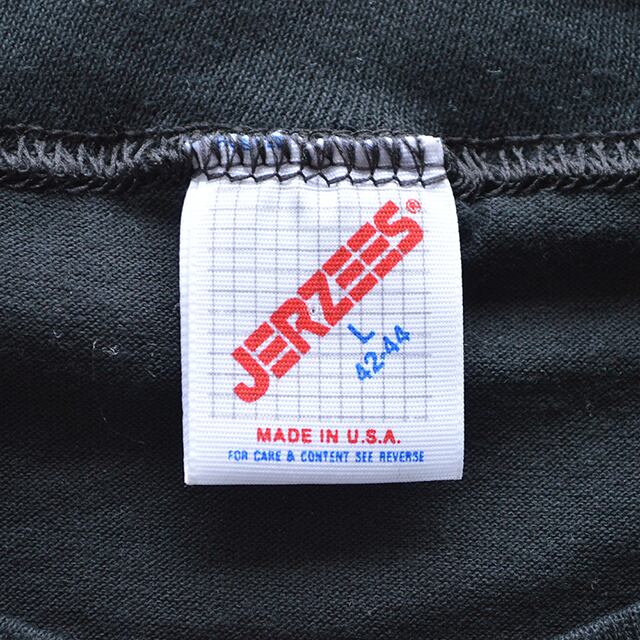 JERZEES®
L
42-44
MADE IN U.S.A.
FOR CARE & CONTENT SEE REVERSE